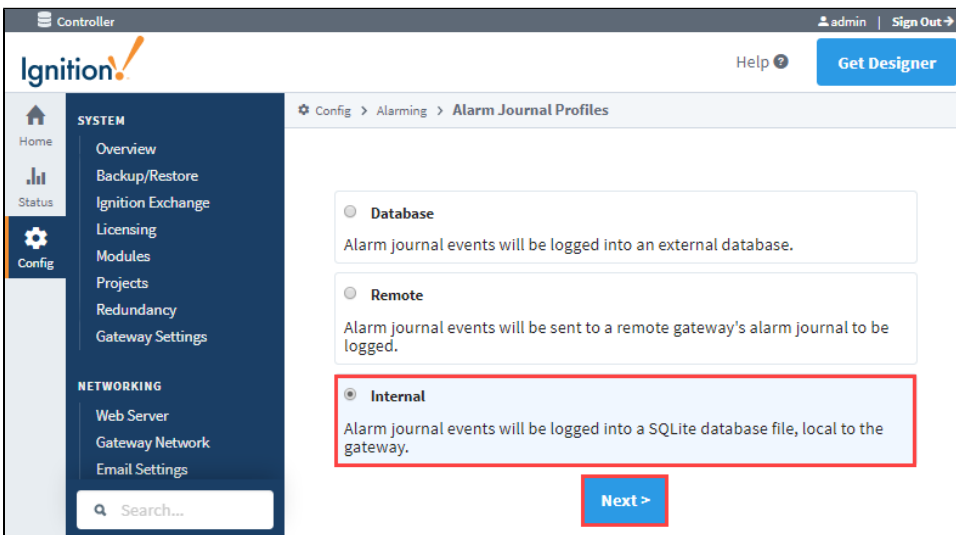 Controller
admin | Sign Out
Ignition!
Help
Get Designer
Home
Status
Config
SYSTEM
Overview
Backup/Restore
Ignition Exchange
Licensing
Modules
Projects
Redundancy
Gateway Settings
NETWORKING
Web Server
Gateway Network
Email Settings
Search...
Config > Alarming > Alarm Journal Profiles
Database
Alarm journal events will be logged into an external database.
Remote
Alarm journal events will be sent to a remote gateway's alarm journal to be
logged.
Internal
Alarm journal events will be logged into a SQLite database file, local to the
gateway.
Next >